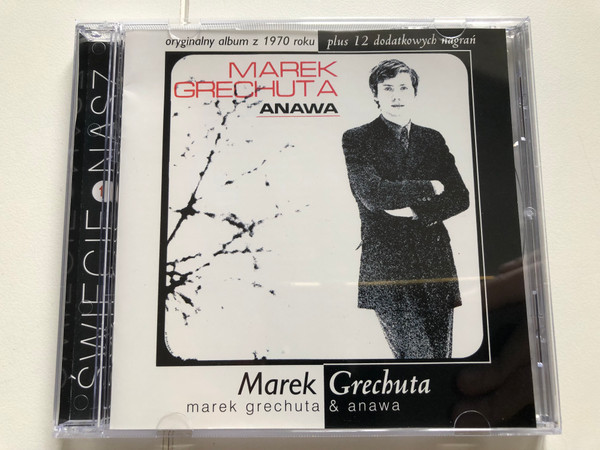 oryginalny album z 1970 roku plus 12 dodatkowych nagrań
MAREK
GRECHUTA
ANAWA
Marek Grechuta
marek grechuta & anawa
ŚWIECIE NASZ